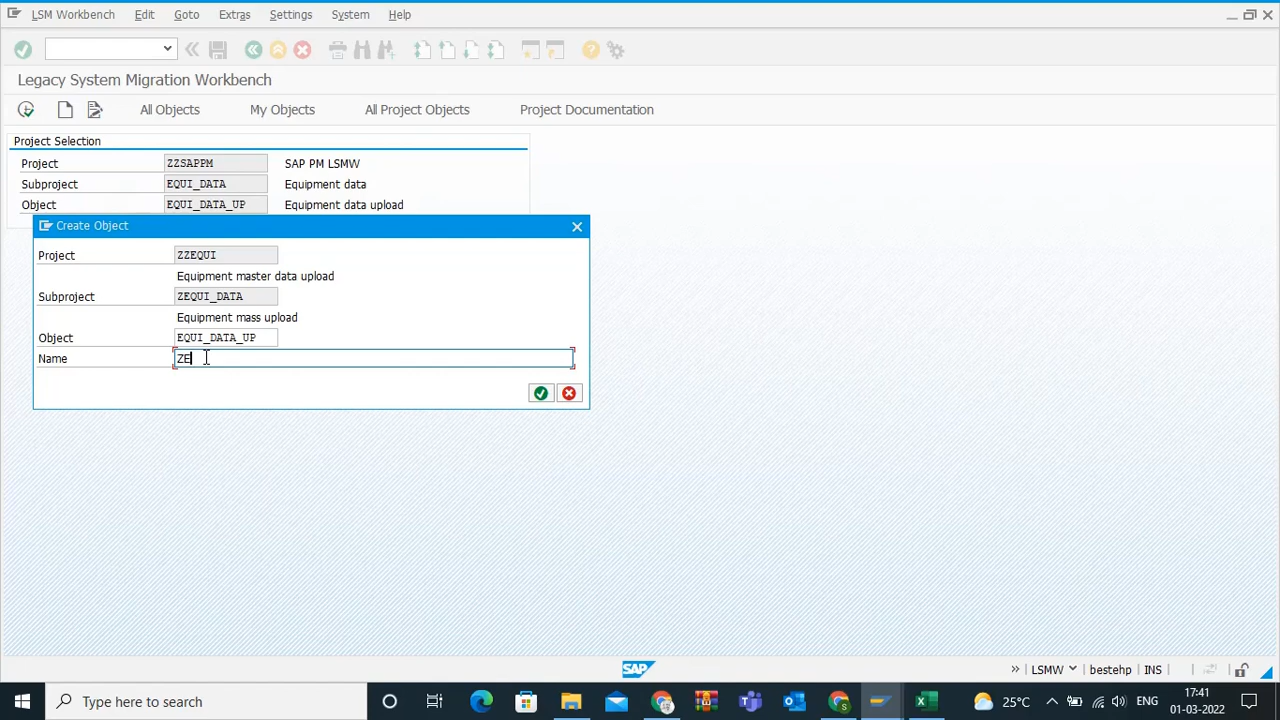 LSM Workbench Edit Goto Extras Settings System Help
Legacy System Migration Workbench
All Objects My Objects All Project Objects Project Documentation
Project Selection
Project ZZSAPPM SAP PM LSMW
Subproject EQUI_DATA Equipment data
Object EQUI_DATA_UP Equipment data upload
Create Object
Project ZZEQUI
Equipment master data upload
Subproject ZEQUI_DATA
Equipment mass upload
Object EQUI_DATA_UP
Name ZE
SAP » LSMW bestehp INS
Type here to search 25°C ENG 17:41
01-03-2022